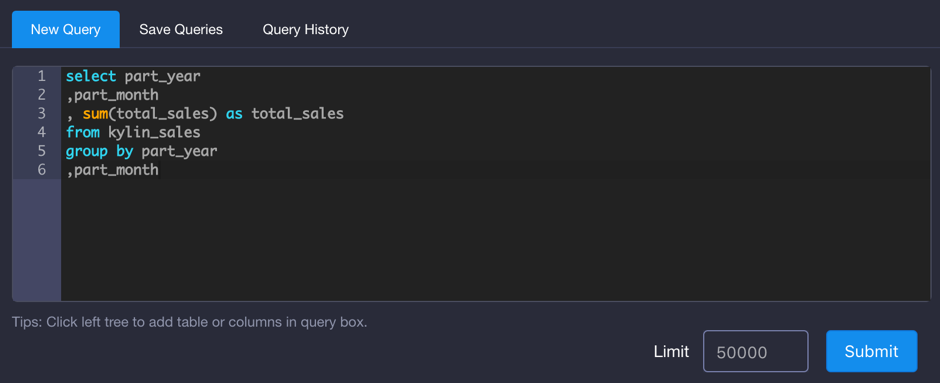 New Query Save Queries Query History
1 select part_year
2 ,part_month
3 , sum(total_sales) as total_sales
4 from kylin_sales
5 group by part_year
6 ,part_month
Tips: Click left tree to add table or columns in query box.
Limit 50000 Submit